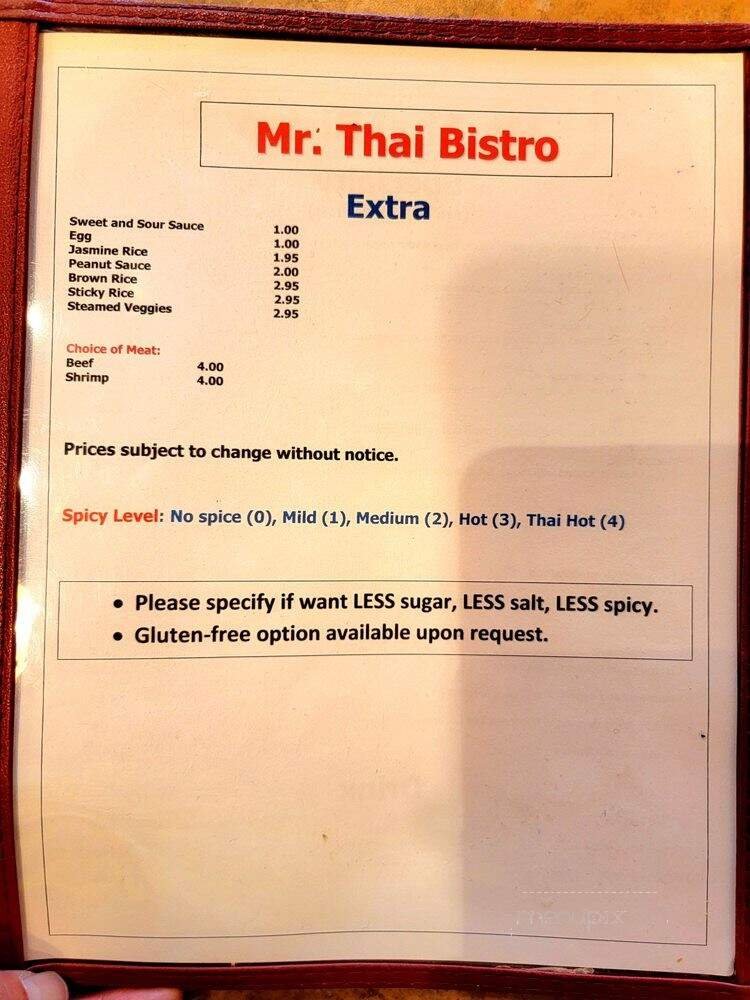 Mr. Thai Bistro
Extra
Sweet and Sour Sauce 1.00
Egg 1.00
Jasmine Rice 1.95
Peanut Sauce 2.00
Brown Rice 2.95
Sticky Rice 2.95
Steamed Veggies 2.95
Choice of Meat:
Beef 4.00
Shrimp 4.00
Prices subject to change without notice.
Spicy Level: No spice (0), Mild (1), Medium (2), Hot (3), Thai Hot (4)
• Please specify if want LESS sugar, LESS salt, LESS spicy.
• Gluten-free option available upon request.
menupix